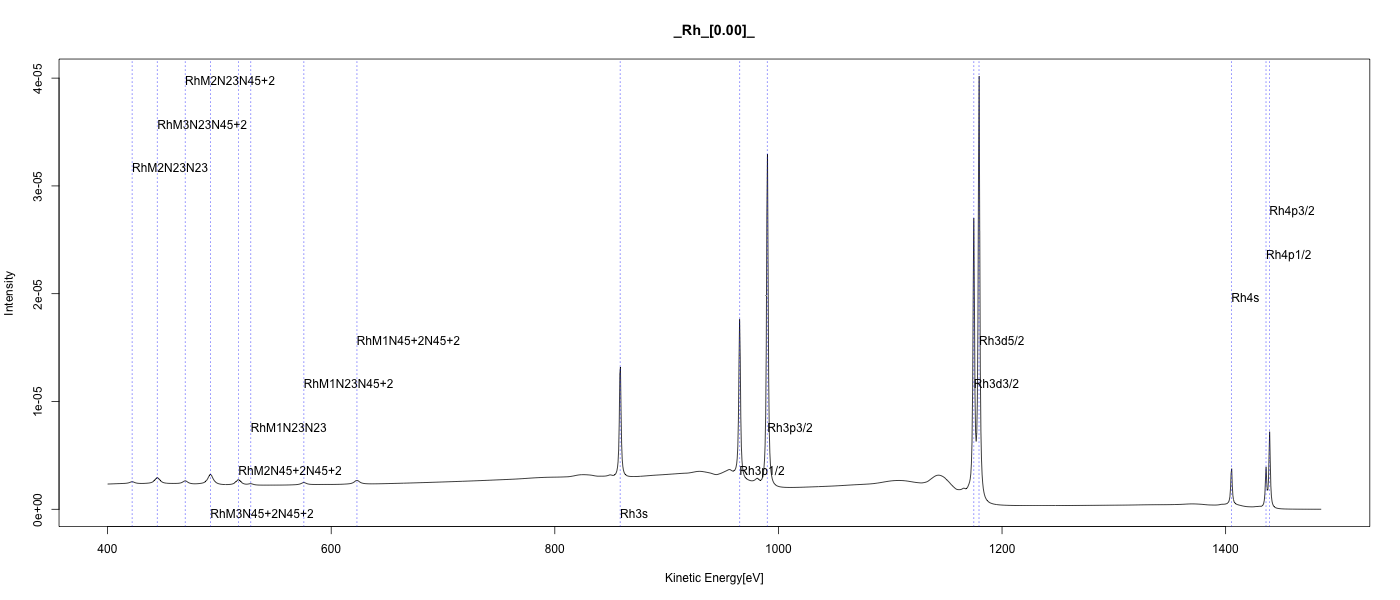 _Rh_[0.00]_
4e-05
3e-05
2e-05
1e-05
0e+00
Intensity
RhM2N23N45+2
RhM3N23N45+2
RhM2N23N23
Rh4p3/2
Rh4p1/2
Rh4s
RhM1N45+2N45+2
Rh3d5/2
RhM1N23N45+2
Rh3d3/2
RhM1N23N23
Rh3p3/2
RhM2N45+2N45+2
Rh3p1/2
RhM3N45+2N45+2
Rh3s
400 600 800 1000 1200 1400
Kinetic Energy[eV]